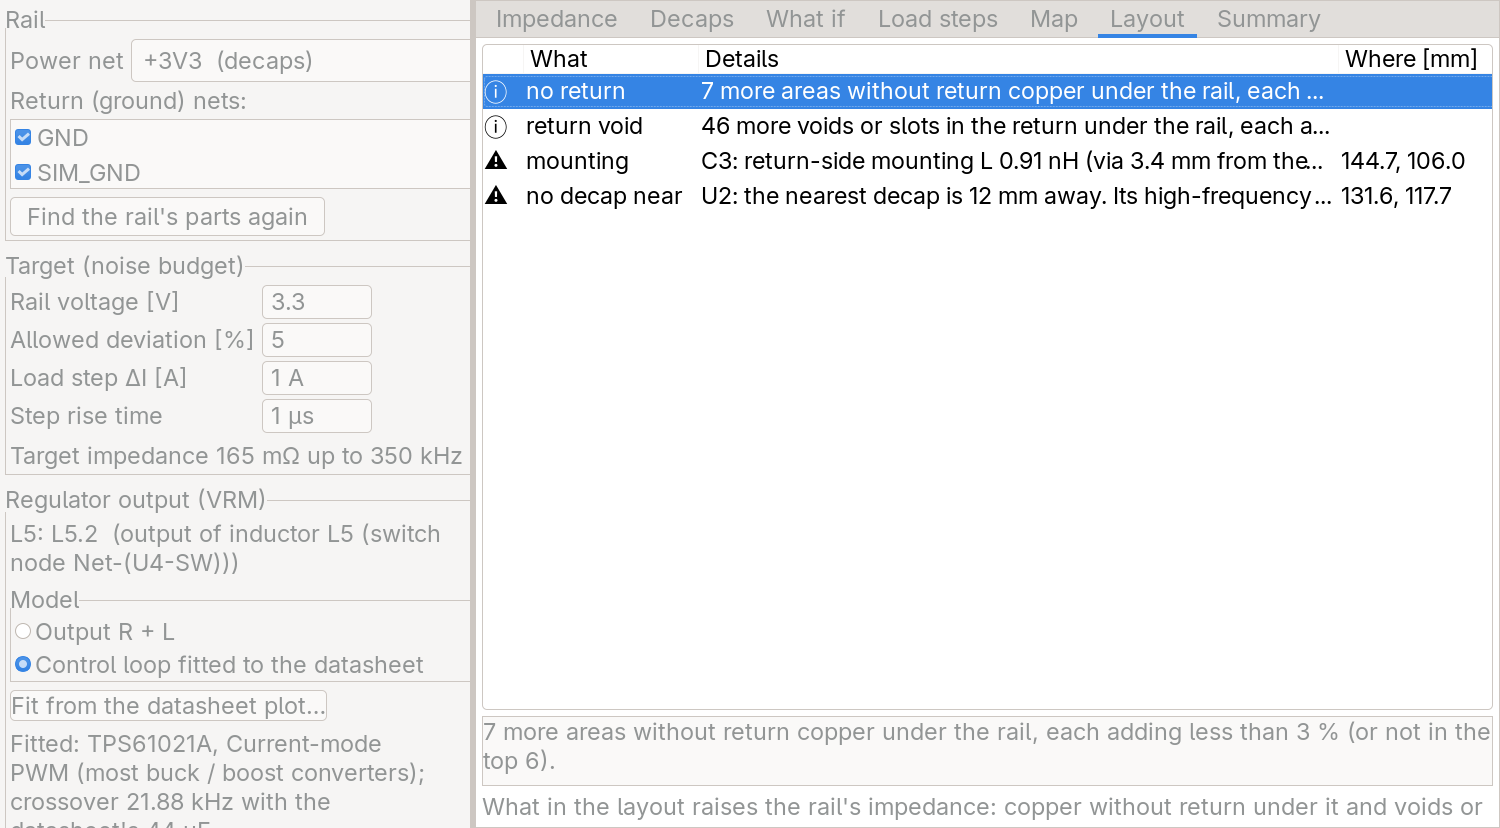 Rail
Power net +3V3 (decaps)
Return (ground) nets:
GND
SIM_GND
Find the rail's parts again
Target (noise budget)
Rail voltage [V] 3.3
Allowed deviation [%] 5
Load step ΔI [A] 1 A
Step rise time 1 µs
Target impedance 165 mΩ up to 350 kHz
Regulator output (VRM)
L5: L5.2 (output of inductor L5 (switch
node Net-(U4-SW)))
Model
Output R + L
Control loop fitted to the datasheet
Fit from the datasheet plot...
Fitted: TPS61021A, Current-mode
PWM (most buck / boost converters);
crossover 21.88 kHz with the
datasheet's 44 µF
Impedance Decaps What if Load steps Map Layout Summary
What Details Where [mm]
no return 7 more areas without return copper under the rail, each ...
return void 46 more voids or slots in the return under the rail, each a...
mounting C3: return-side mounting L 0.91 nH (via 3.4 mm from the... 144.7, 106.0
no decap near U2: the nearest decap is 12 mm away. Its high-frequency... 131.6, 117.7
7 more areas without return copper under the rail, each adding less than 3 % (or not in the
top 6).
What in the layout raises the rail's impedance: copper without return under it and voids or